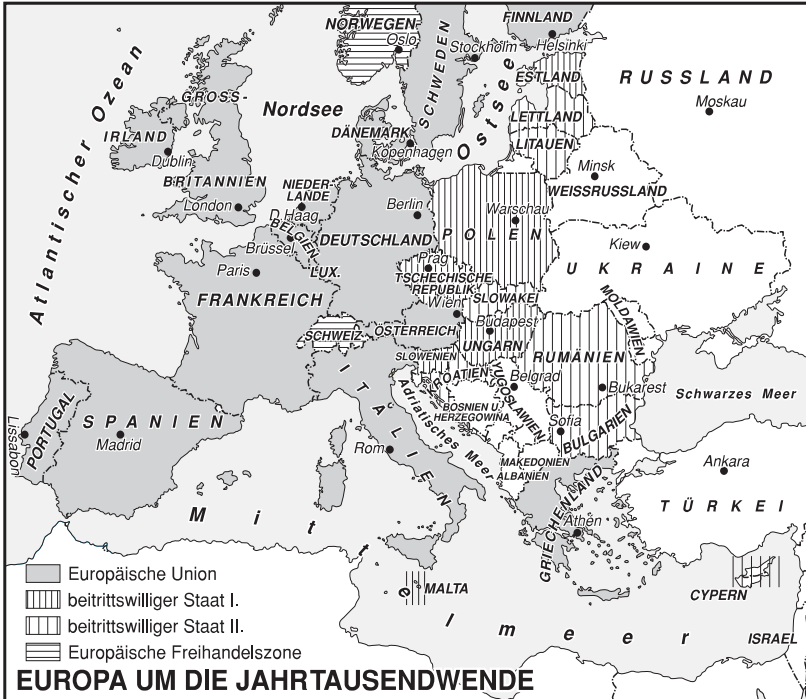 NORWEGEN
Oslo
FINNLAND
Helsinki
Stockholm
SCHWEDEN
ESTLAND
RUSSLAND
Moskau
Atlantischer Ozean
GROSS-
BRITANNIEN
Nordsee
Ostsee
LETTLAND
LITAUEN
IRLAND
Dublin
DÄNEMARK
Kopenhagen
Minsk
WEISSRUSSLAND
London
NIEDER-
LANDE
D.Haag
Berlin
Warschau
POLEN
BELGIEN
Brüssel
DEUTSCHLAND
Kiew
UKRAINE
Paris
LUX.
Prag
TSCHECHISCHE
REPUBLIK
SLOWAKEI
MOLDAWIEN
FRANKREICH
Wien
ÖSTERREICH
Budapest
UNGARN
SCHWEIZ
SLOWENIEN
KROATIEN
RUMÄNIEN
Bukarest
JUGOSLAWIEN
Belgrad
BOSNIEN U.
HERZEGOWINA
Schwarzes Meer
ITALIEN
Adriatisches Meer
Sofia
BULGARIEN
PORTUGAL
Lissabon
SPANIEN
Madrid
Rom
MAKEDONIEN
ALBANIEN
Ankara
TÜRKEI
GRIECHENLAND
Athen
Mittelmeer
MALTA
CYPERN
ISRAEL
Europäische Union
beitrittswilliger Staat I.
beitrittswilliger Staat II.
Europäische Freihandelszone
EUROPA UM DIE JAHRTAUSENDWENDE